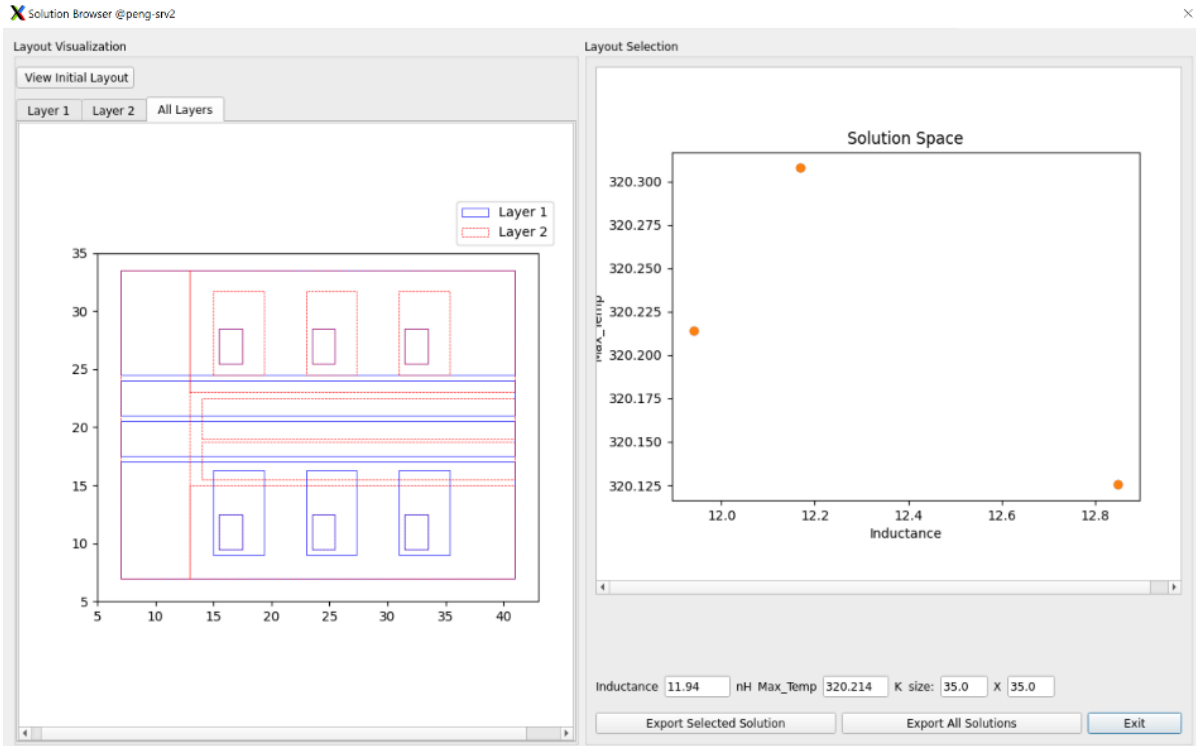 Solution Browser @peng-srv2
Layout Visualization
View Initial Layout
Layer 1 Layer 2 All Layers
Layer 1
Layer 2
35
30
25
20
15
10
5
5 10 15 20 25 30 35 40
Layout Selection
Solution Space
320.300
320.275
320.250
320.225
320.200
320.175
320.150
320.125
Max_Temp
12.0 12.2 12.4 12.6 12.8
Inductance
Inductance 11.94 nH Max_Temp 320.214 K size: 35.0 X 35.0
Export Selected Solution Export All Solutions Exit